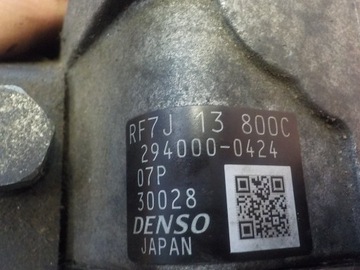 RF7J 13 800C
294000-0424
07P
30028
DENSO
JAPAN